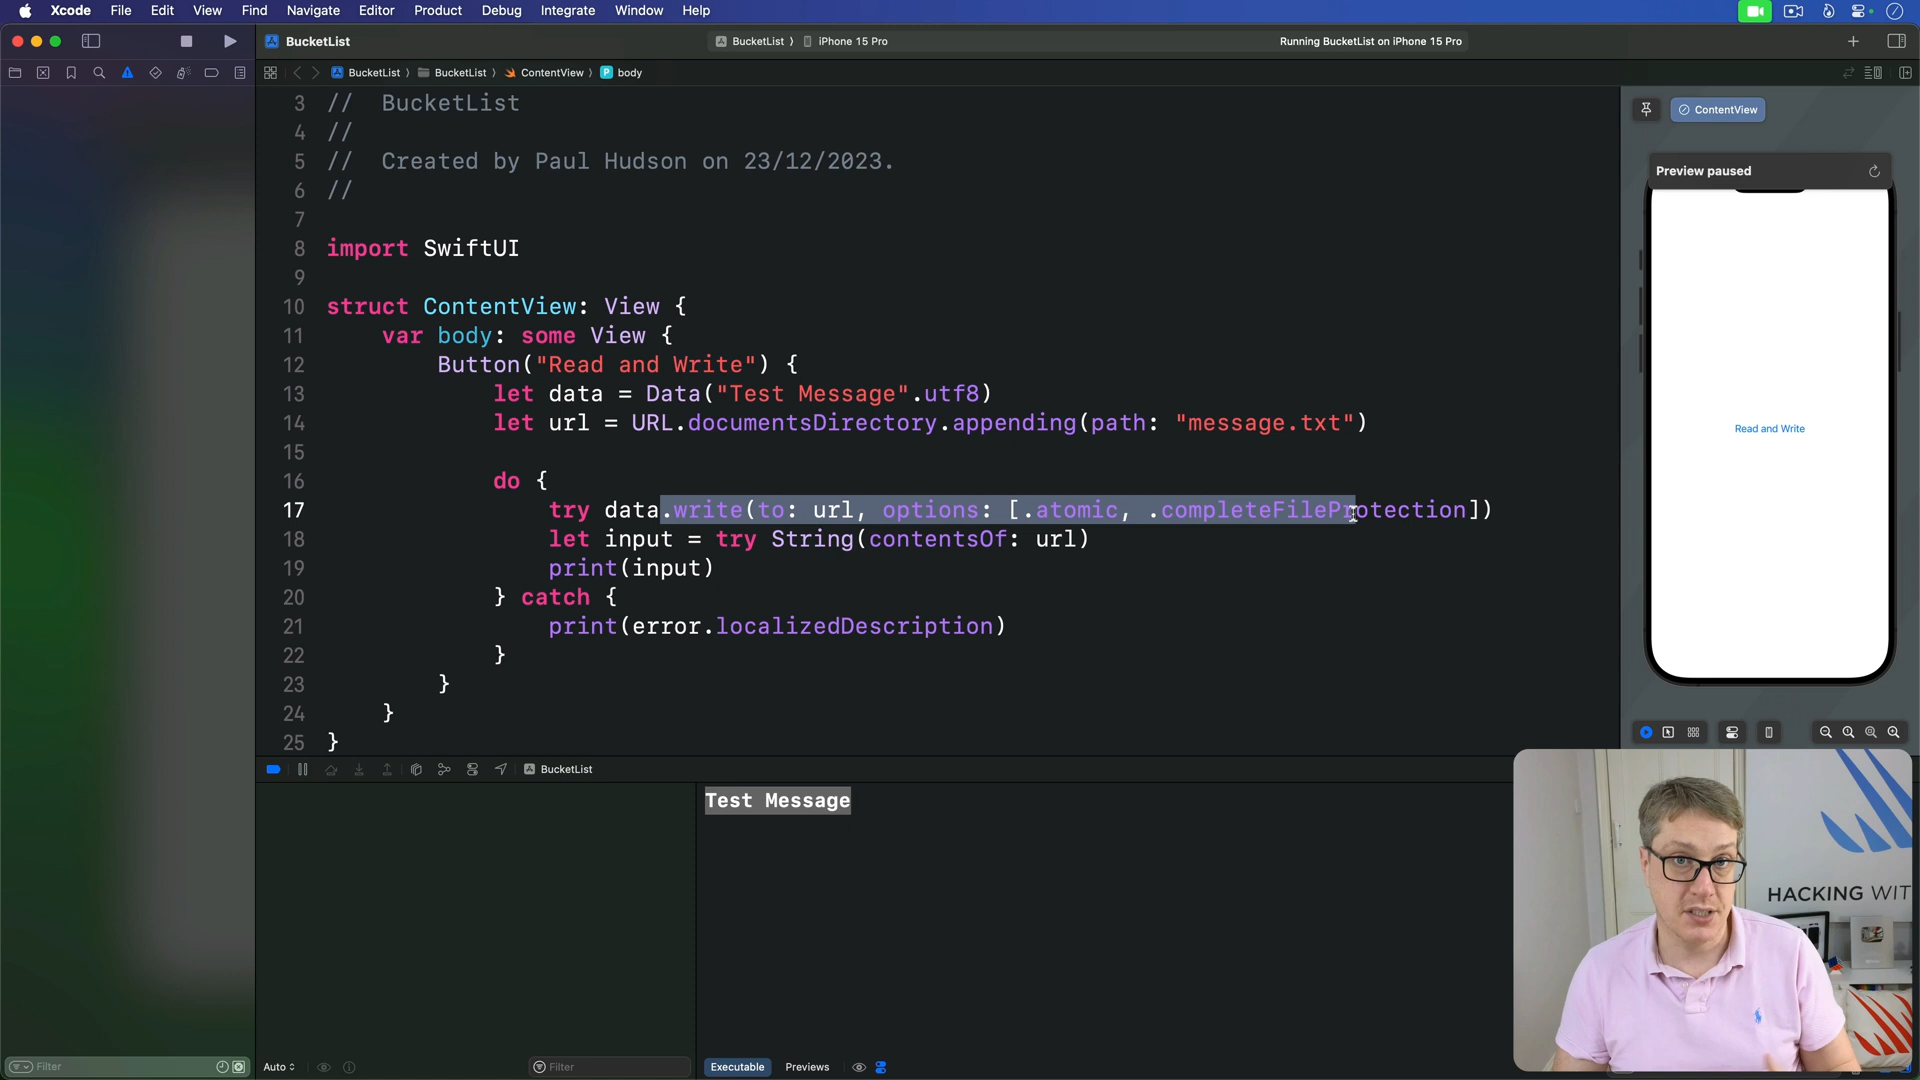 Xcode File Edit View Find Navigate Editor Product Debug Integrate Window Help
BucketList
BucketList 〉 iPhone 15 Pro
Running BucketList on iPhone 15 Pro
BucketList 〉 BucketList 〉 ContentView 〉 P body
3 // BucketList
4 //
5 // Created by Paul Hudson on 23/12/2023.
6 //
7
8 import SwiftUI
9
10 struct ContentView: View {
11 var body: some View {
12 Button("Read and Write") {
13 let data = Data("Test Message".utf8)
14 let url = URL.documentsDirectory.appending(path: "message.txt")
15
16 do {
17 try data.write(to: url, options: [.atomic, .completeFileProtection])
18 let input = try String(contentsOf: url)
19 print(input)
20 } catch {
21 print(error.localizedDescription)
22 }
23 }
24 }
25 }
ContentView
Preview paused
Read and Write
BucketList
Test Message
HACKING WIT
Filter
Auto
Filter
Executable Previews